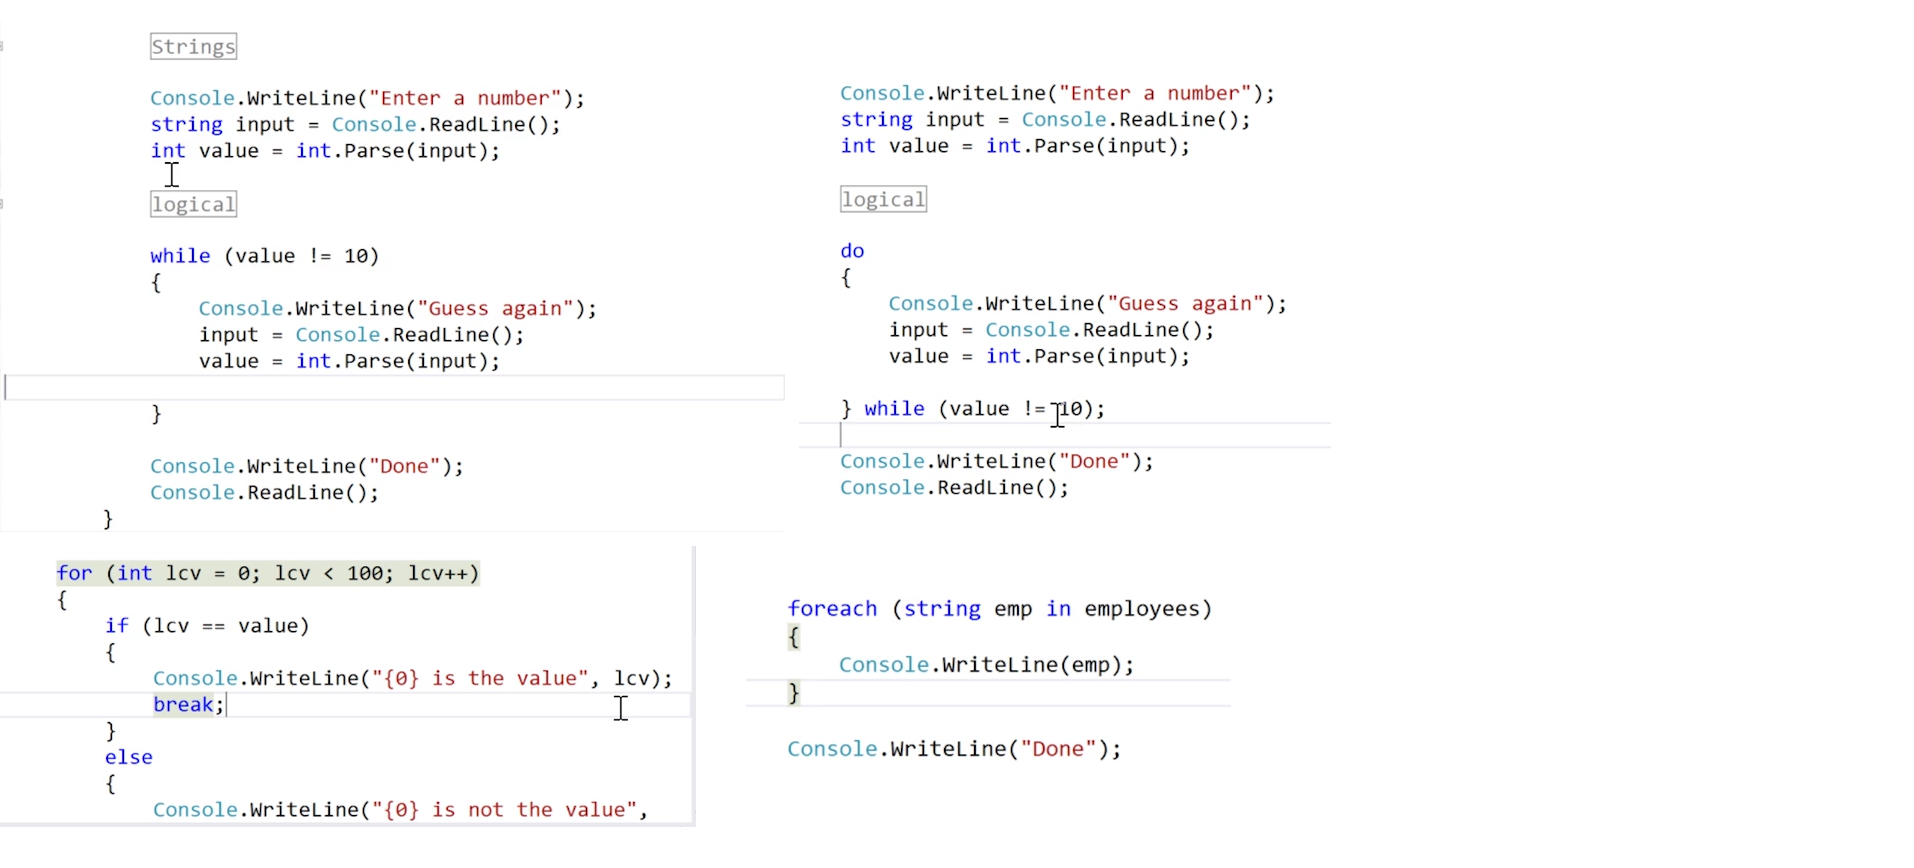 Strings
Console.WriteLine("Enter a number");
string input = Console.ReadLine();
int value = int.Parse(input);
logical
while (value != 10)
{
Console.WriteLine("Guess again");
input = Console.ReadLine();
value = int.Parse(input);
}
Console.WriteLine("Done");
Console.ReadLine();
}
Console.WriteLine("Enter a number");
string input = Console.ReadLine();
int value = int.Parse(input);
logical
do
{
Console.WriteLine("Guess again");
input = Console.ReadLine();
value = int.Parse(input);
} while (value != 10);
Console.WriteLine("Done");
Console.ReadLine();
for (int lcv = 0; lcv < 100; lcv++)
{
if (lcv == value)
{
Console.WriteLine("{0} is the value", lcv);
break;
}
else
{
Console.WriteLine("{0} is not the value",
foreach (string emp in employees)
{
Console.WriteLine(emp);
}
Console.WriteLine("Done");